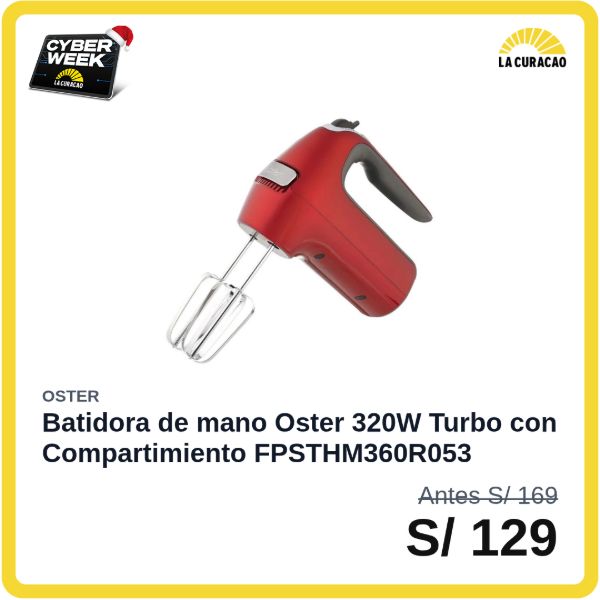 CYBER
WEEK
LA CURACAO
LA CURACAO
OSTER
Batidora de mano Oster 320W Turbo con
Compartimiento FPSTHM360R053
Antes S/ 169
S/ 129